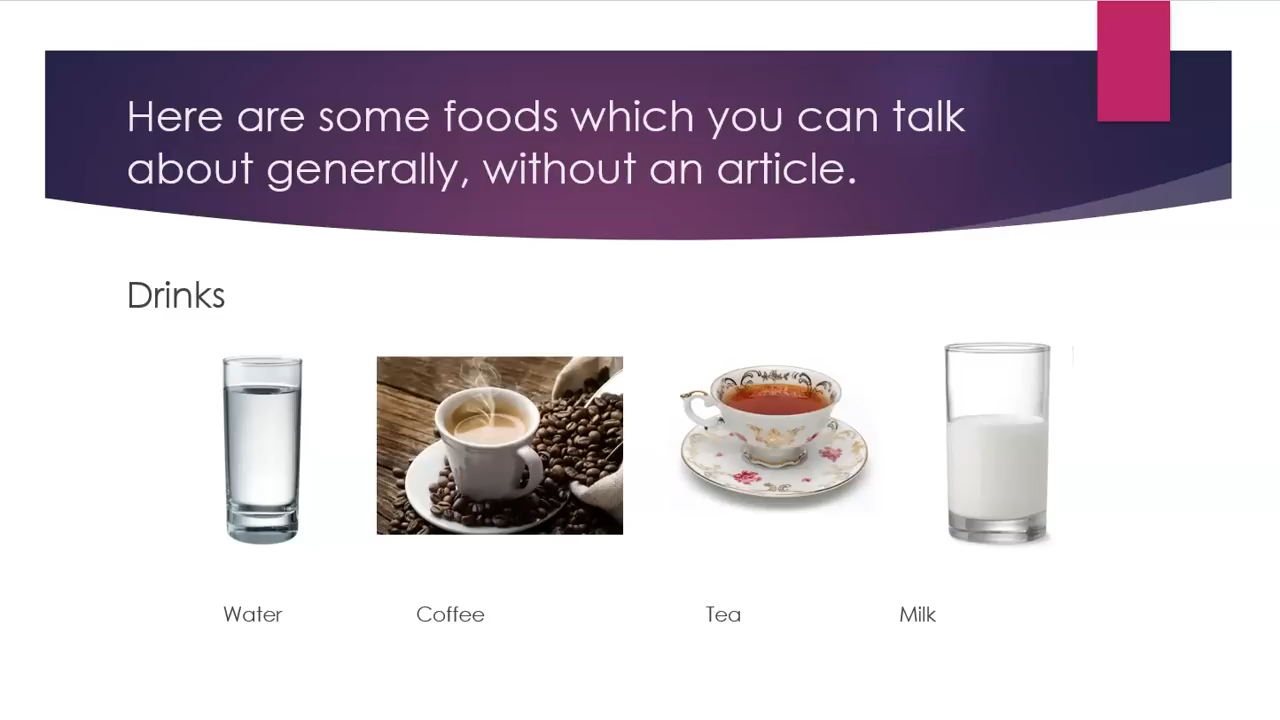 Here are some foods which you can talk
about generally, without an article.
Drinks
Water Coffee Tea Milk